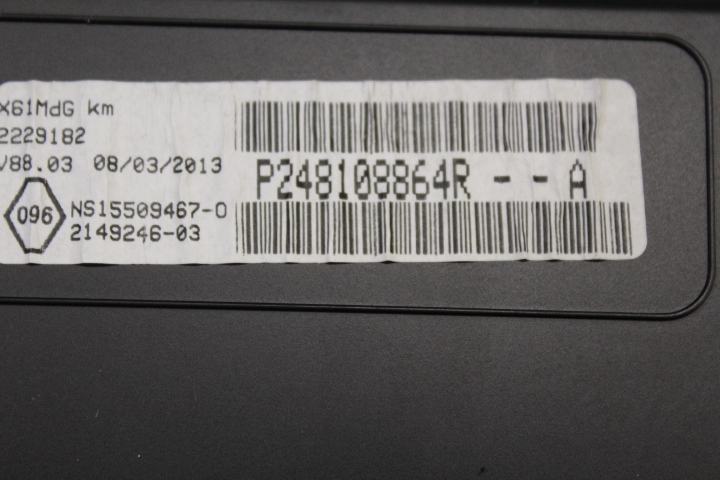 X61MdG km
2229182
V88.03 08/03/2013
P248108864R - - A
096
NS15509467-0
2149246-03